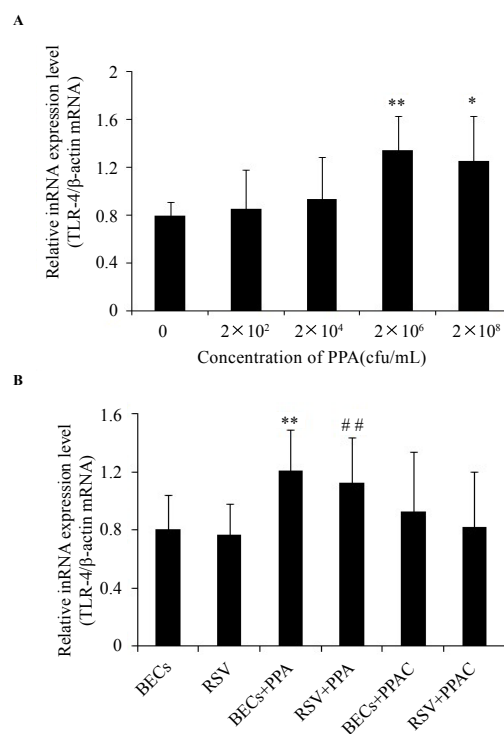 A
Relative inRNA expression level
(TLR-4/β-actin mRNA)
2
1.6
1.2
0.8
0.4
0
**
*
0
2×10²
2×10⁴
2×10⁶
2×10⁸
Concentration of PPA(cfu/mL)
B
Relative inRNA expression level
(TLR-4/β-actin mRNA)
1.6
1.2
0.8
0.4
0
**
##
BECs
RSV
BECs+PPA
RSV+PPA
BECs+PPAC
RSV+PPAC